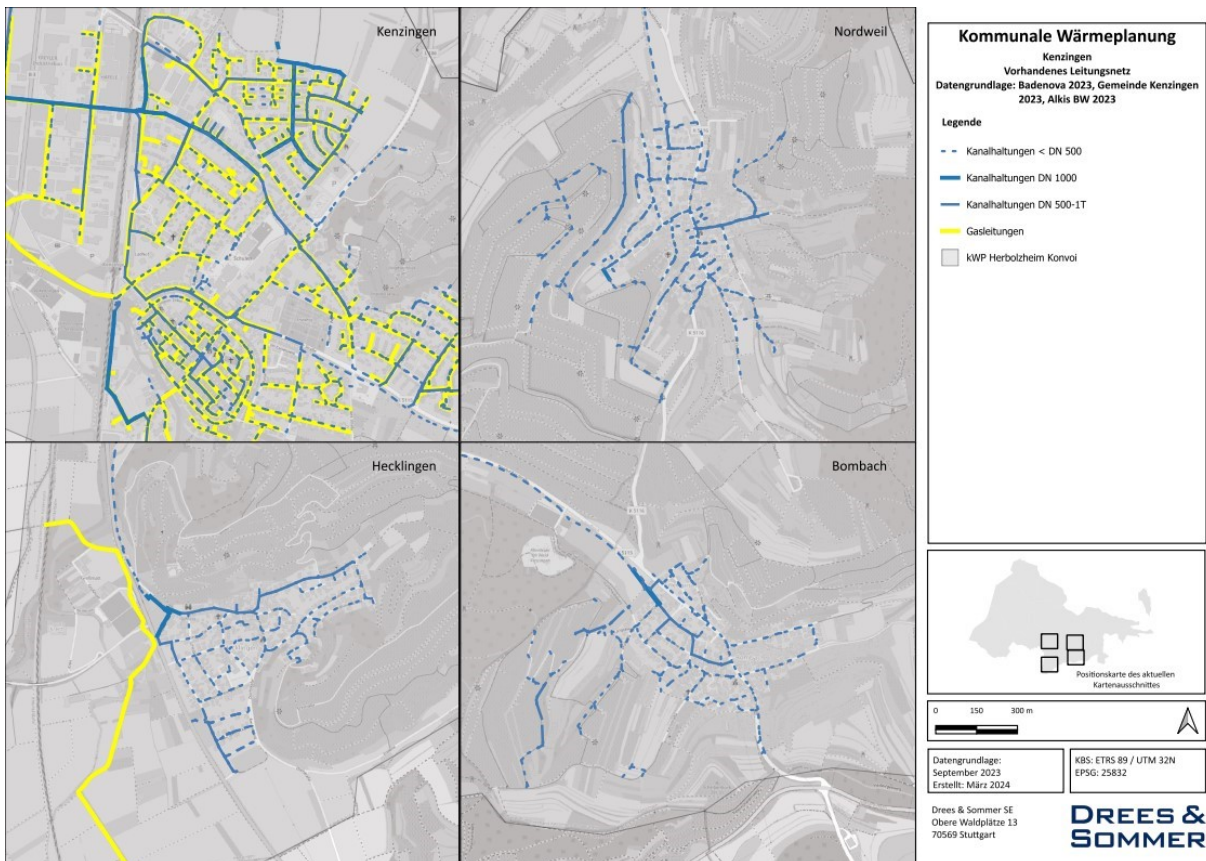 Kenzingen
Nordweil
Hecklingen
Bombach
Kommunale Wärmeplanung
Kenzingen
Vorhandenes Leitungsnetz
Datengrundlage: Badenova 2023, Gemeinde Kenzingen
2023, Alkis BW 2023
Legende
Kanalhaltungen < DN 500
Kanalhaltungen DN 1000
Kanalhaltungen DN 500-1T
Gasleitungen
kWP Herbolzheim Konvoi
Positionskarte des aktuellen
Kartenausschnittes
0 150 300 m
Datengrundlage:
September 2023
Erstellt: März 2024
KBS: ETRS 89 / UTM 32N
EPSG: 25832
Drees & Sommer SE
Obere Waldplätze 13
70569 Stuttgart
DREES &
SOMMER